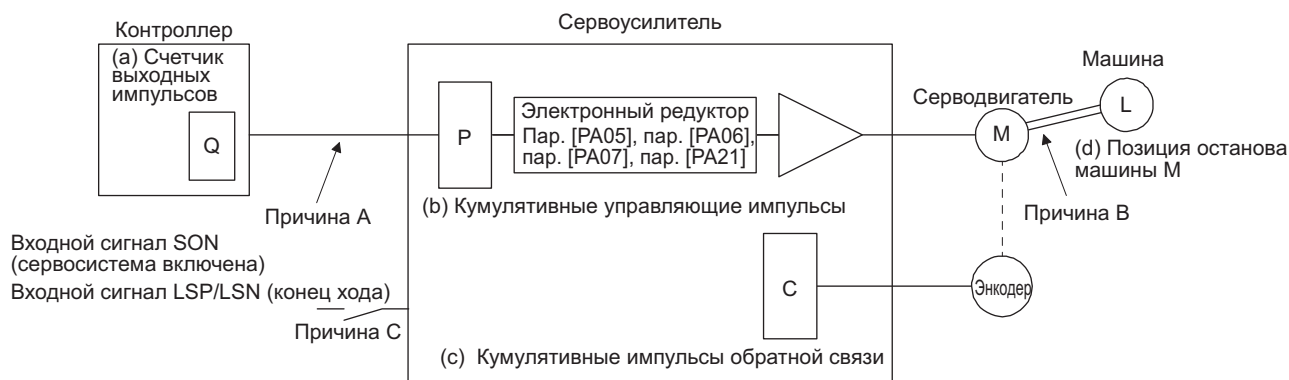 Сервоусилитель
Контроллер
(a) Счетчик
выходных
импульсов
Q
Причина A
Входной сигнал SON
(сервосистема включена)
Входной сигнал LSP/LSN (конец хода)
Причина C
P
Электронный редуктор
Пар. [PA05], пар. [PA06],
пар. [PA07], пар. [PA21]
(b) Кумулятивные управляющие импульсы
C
(c) Кумулятивные импульсы обратной связи
Машина
L
Серводвигатель
M
(d) Позиция останова
машины M
Причина B
Энкодер